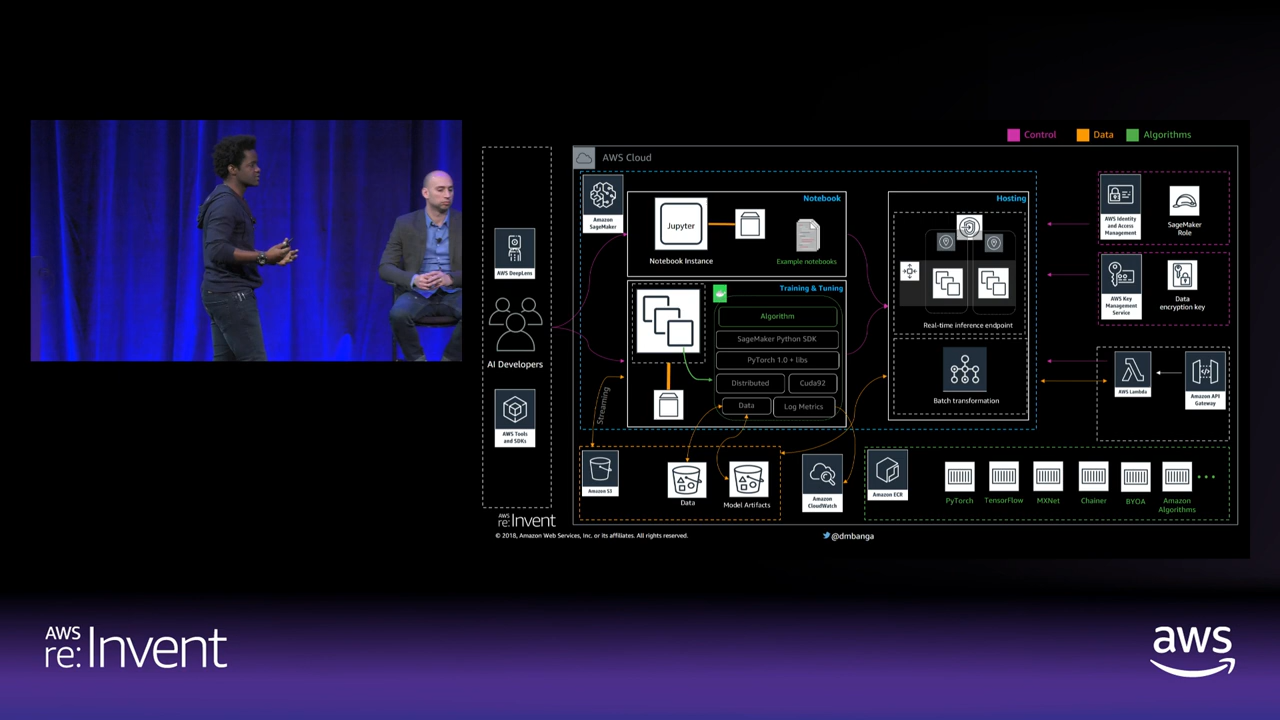 Control
Data
Algorithms
AWS Cloud
Amazon
SageMaker
Notebook
Jupyter
Notebook Instance
Example notebooks
Training & Tuning
Algorithm
SageMaker Python SDK
PyTorch 1.0 + libs
Distributed
Cuda92
Data
Log Metrics
Streaming
Hosting
Real-time inference endpoint
Batch transformation
AWS Identity
and Access
Management
SageMaker
Role
AWS Key
Management
Service
Data
encryption key
AWS Lambda
Amazon API
Gateway
AWS DeepLens
AI Developers
AWS Tools
and SDKs
Amazon S3
Data
Model Artifacts
Amazon
CloudWatch
Amazon ECR
PyTorch
TensorFlow
MXNet
Chainer
BYOA
Amazon
Algorithms
AWS
re:Invent
© 2018, Amazon Web Services, Inc. or its affiliates. All rights reserved.
@dmbanga
AWS
re:Invent
aws